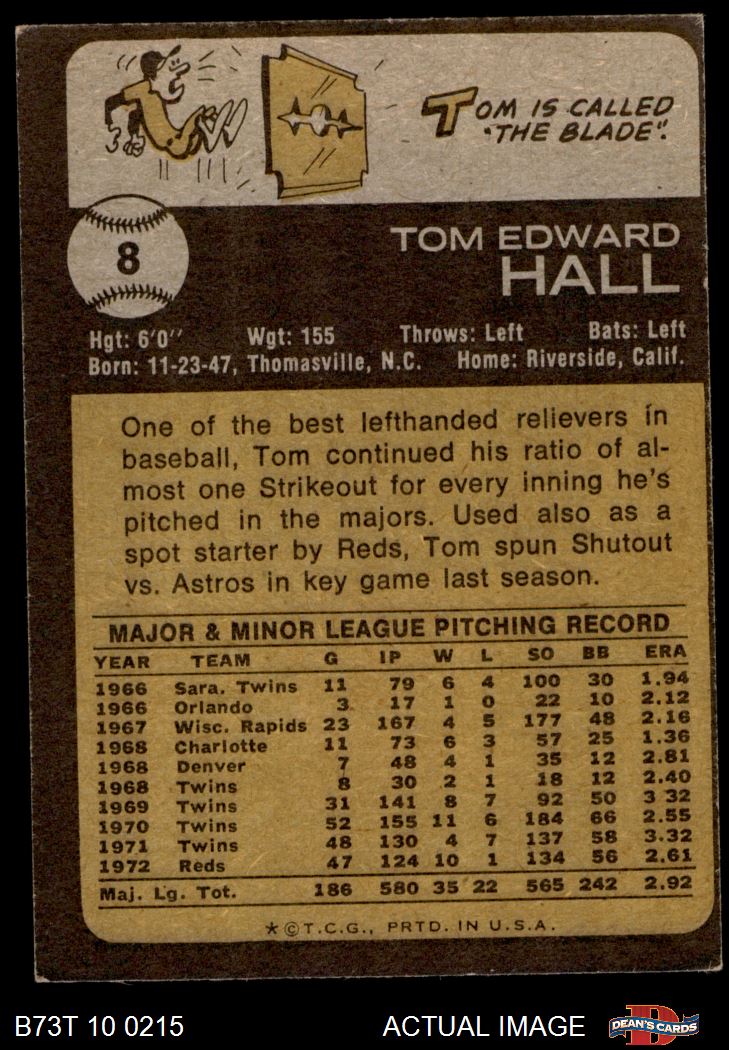 TOM IS CALLED
"THE BLADE".
8
TOM EDWARD
HALL
Hgt: 6'0'' Wgt: 155 Throws: Left Bats: Left
Born: 11-23-47, Thomasville, N.C. Home: Riverside, Calif.
One of the best lefthanded relievers in
baseball, Tom continued his ratio of al-
most one Strikeout for every inning he's
pitched in the majors. Used also as a
spot starter by Reds, Tom spun Shutout
vs. Astros in key game last season.
MAJOR & MINOR LEAGUE PITCHING RECORD
YEAR TEAM G IP W L SO BB ERA
1966 Sara. Twins 11 79 6 4 100 30 1.94
1966 Orlando 3 17 1 0 22 10 2.12
1967 Wisc. Rapids 23 167 4 5 177 48 2.16
1968 Charlotte 11 73 6 3 57 25 1.36
1968 Denver 7 48 4 1 35 12 2.81
1968 Twins 8 30 2 1 18 12 2.40
1969 Twins 31 141 8 7 92 50 3 32
1970 Twins 52 155 11 6 184 66 2.55
1971 Twins 48 130 4 7 137 58 3.32
1972 Reds 47 124 10 1 134 56 2.61
Maj. Lg. Tot. 186 580 35 22 565 242 2.92
*©T.C.G., PRTD. IN U.S.A.
B73T 10 0215 ACTUAL IMAGE D DEAN'S CARDS